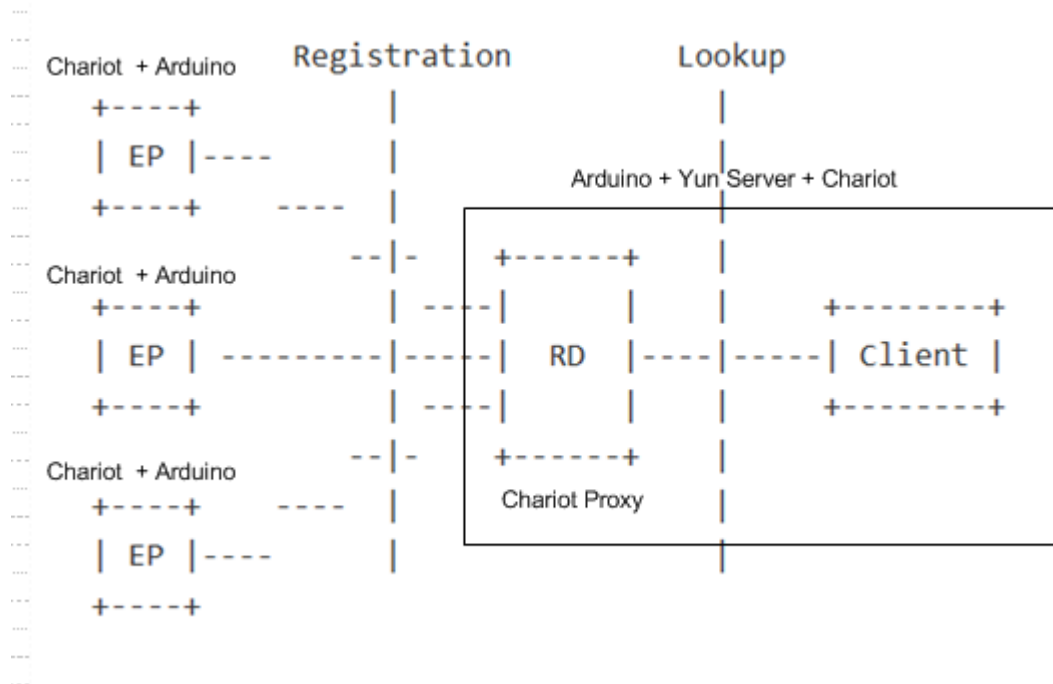 Registration Lookup
Chariot + Arduino
+----+ | |
| EP |---- | |
Arduino + Yun Server + Chariot
+----+ ---- | |
--|- +------+ |
Chariot + Arduino
+----+ | ----| | | +--------+
| EP | ---------|-----| RD |----|-----| Client |
+----+ | ----| | | +--------+
--|- +------+ |
Chariot + Arduino
+----+ ---- | |
Chariot Proxy
| EP |---- | |
+----+